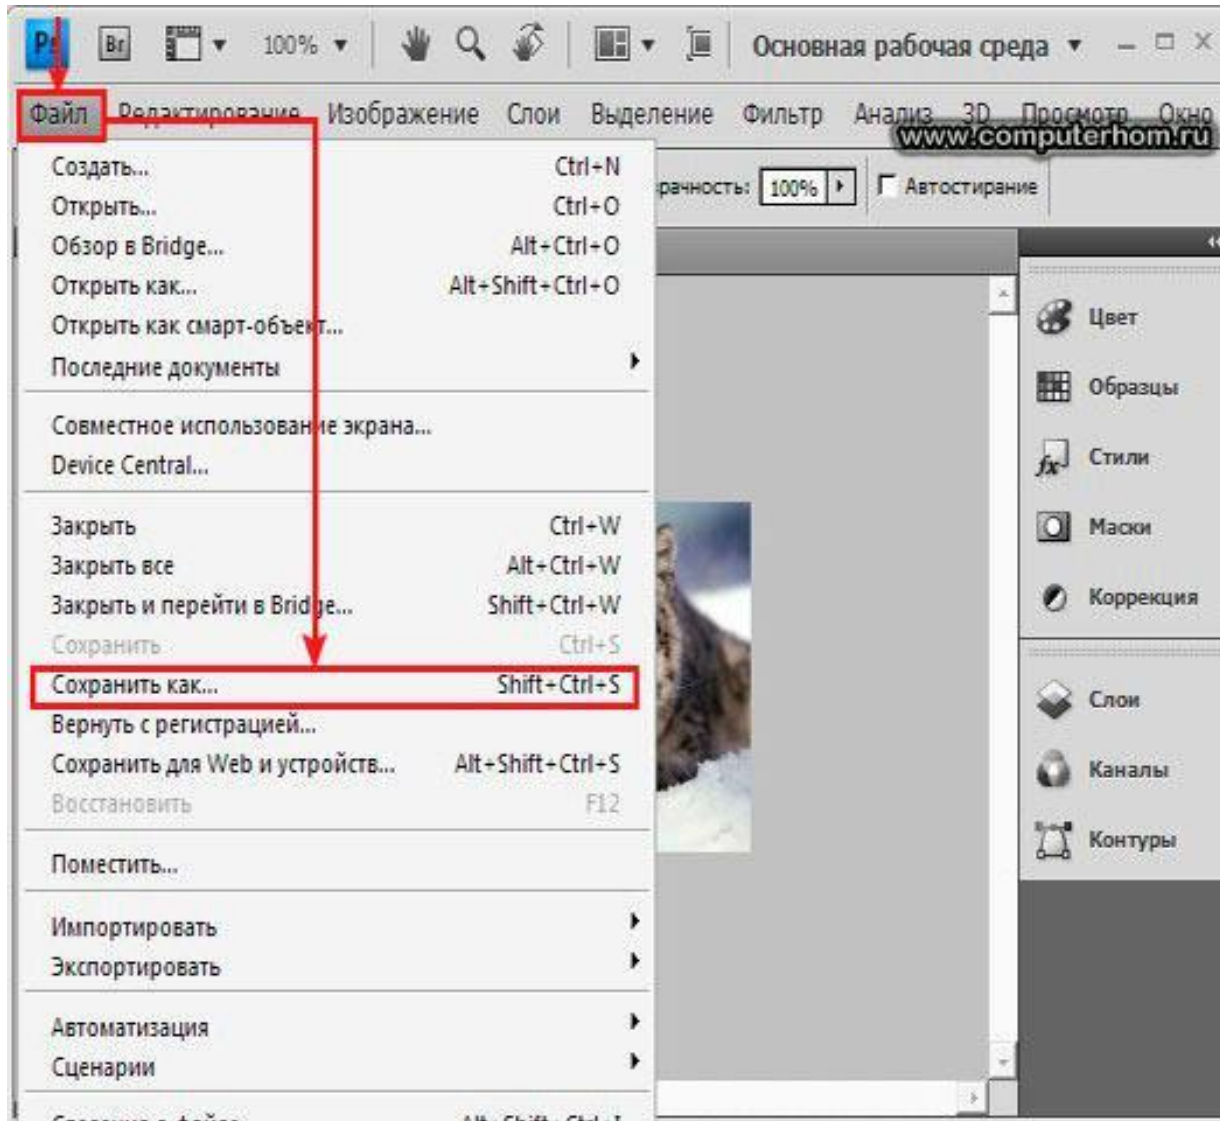 Ps Br 100% Основная рабочая среда
Файл Редактирование Изображение Слои Выделение Фильтр Анализ 3D Просмотр Окно
www.computerhom.ru
рачность: 100% Автостирание
Создать... Ctrl+N
Открыть... Ctrl+O
Обзор в Bridge... Alt+Ctrl+O
Открыть как... Alt+Shift+Ctrl+O
Открыть как смарт-объект...
Последние документы
Совместное использование экрана...
Device Central...
Закрыть Ctrl+W
Закрыть все Alt+Ctrl+W
Закрыть и перейти в Bridge... Shift+Ctrl+W
Сохранить Ctrl+S
Сохранить как... Shift+Ctrl+S
Вернуть с регистрацией...
Сохранить для Web и устройств... Alt+Shift+Ctrl+S
Восстановить F12
Поместить...
Импортировать
Экспортировать
Автоматизация
Сценарии
Цвет
Образцы
Стили
Маски
Коррекция
Слои
Каналы
Контуры